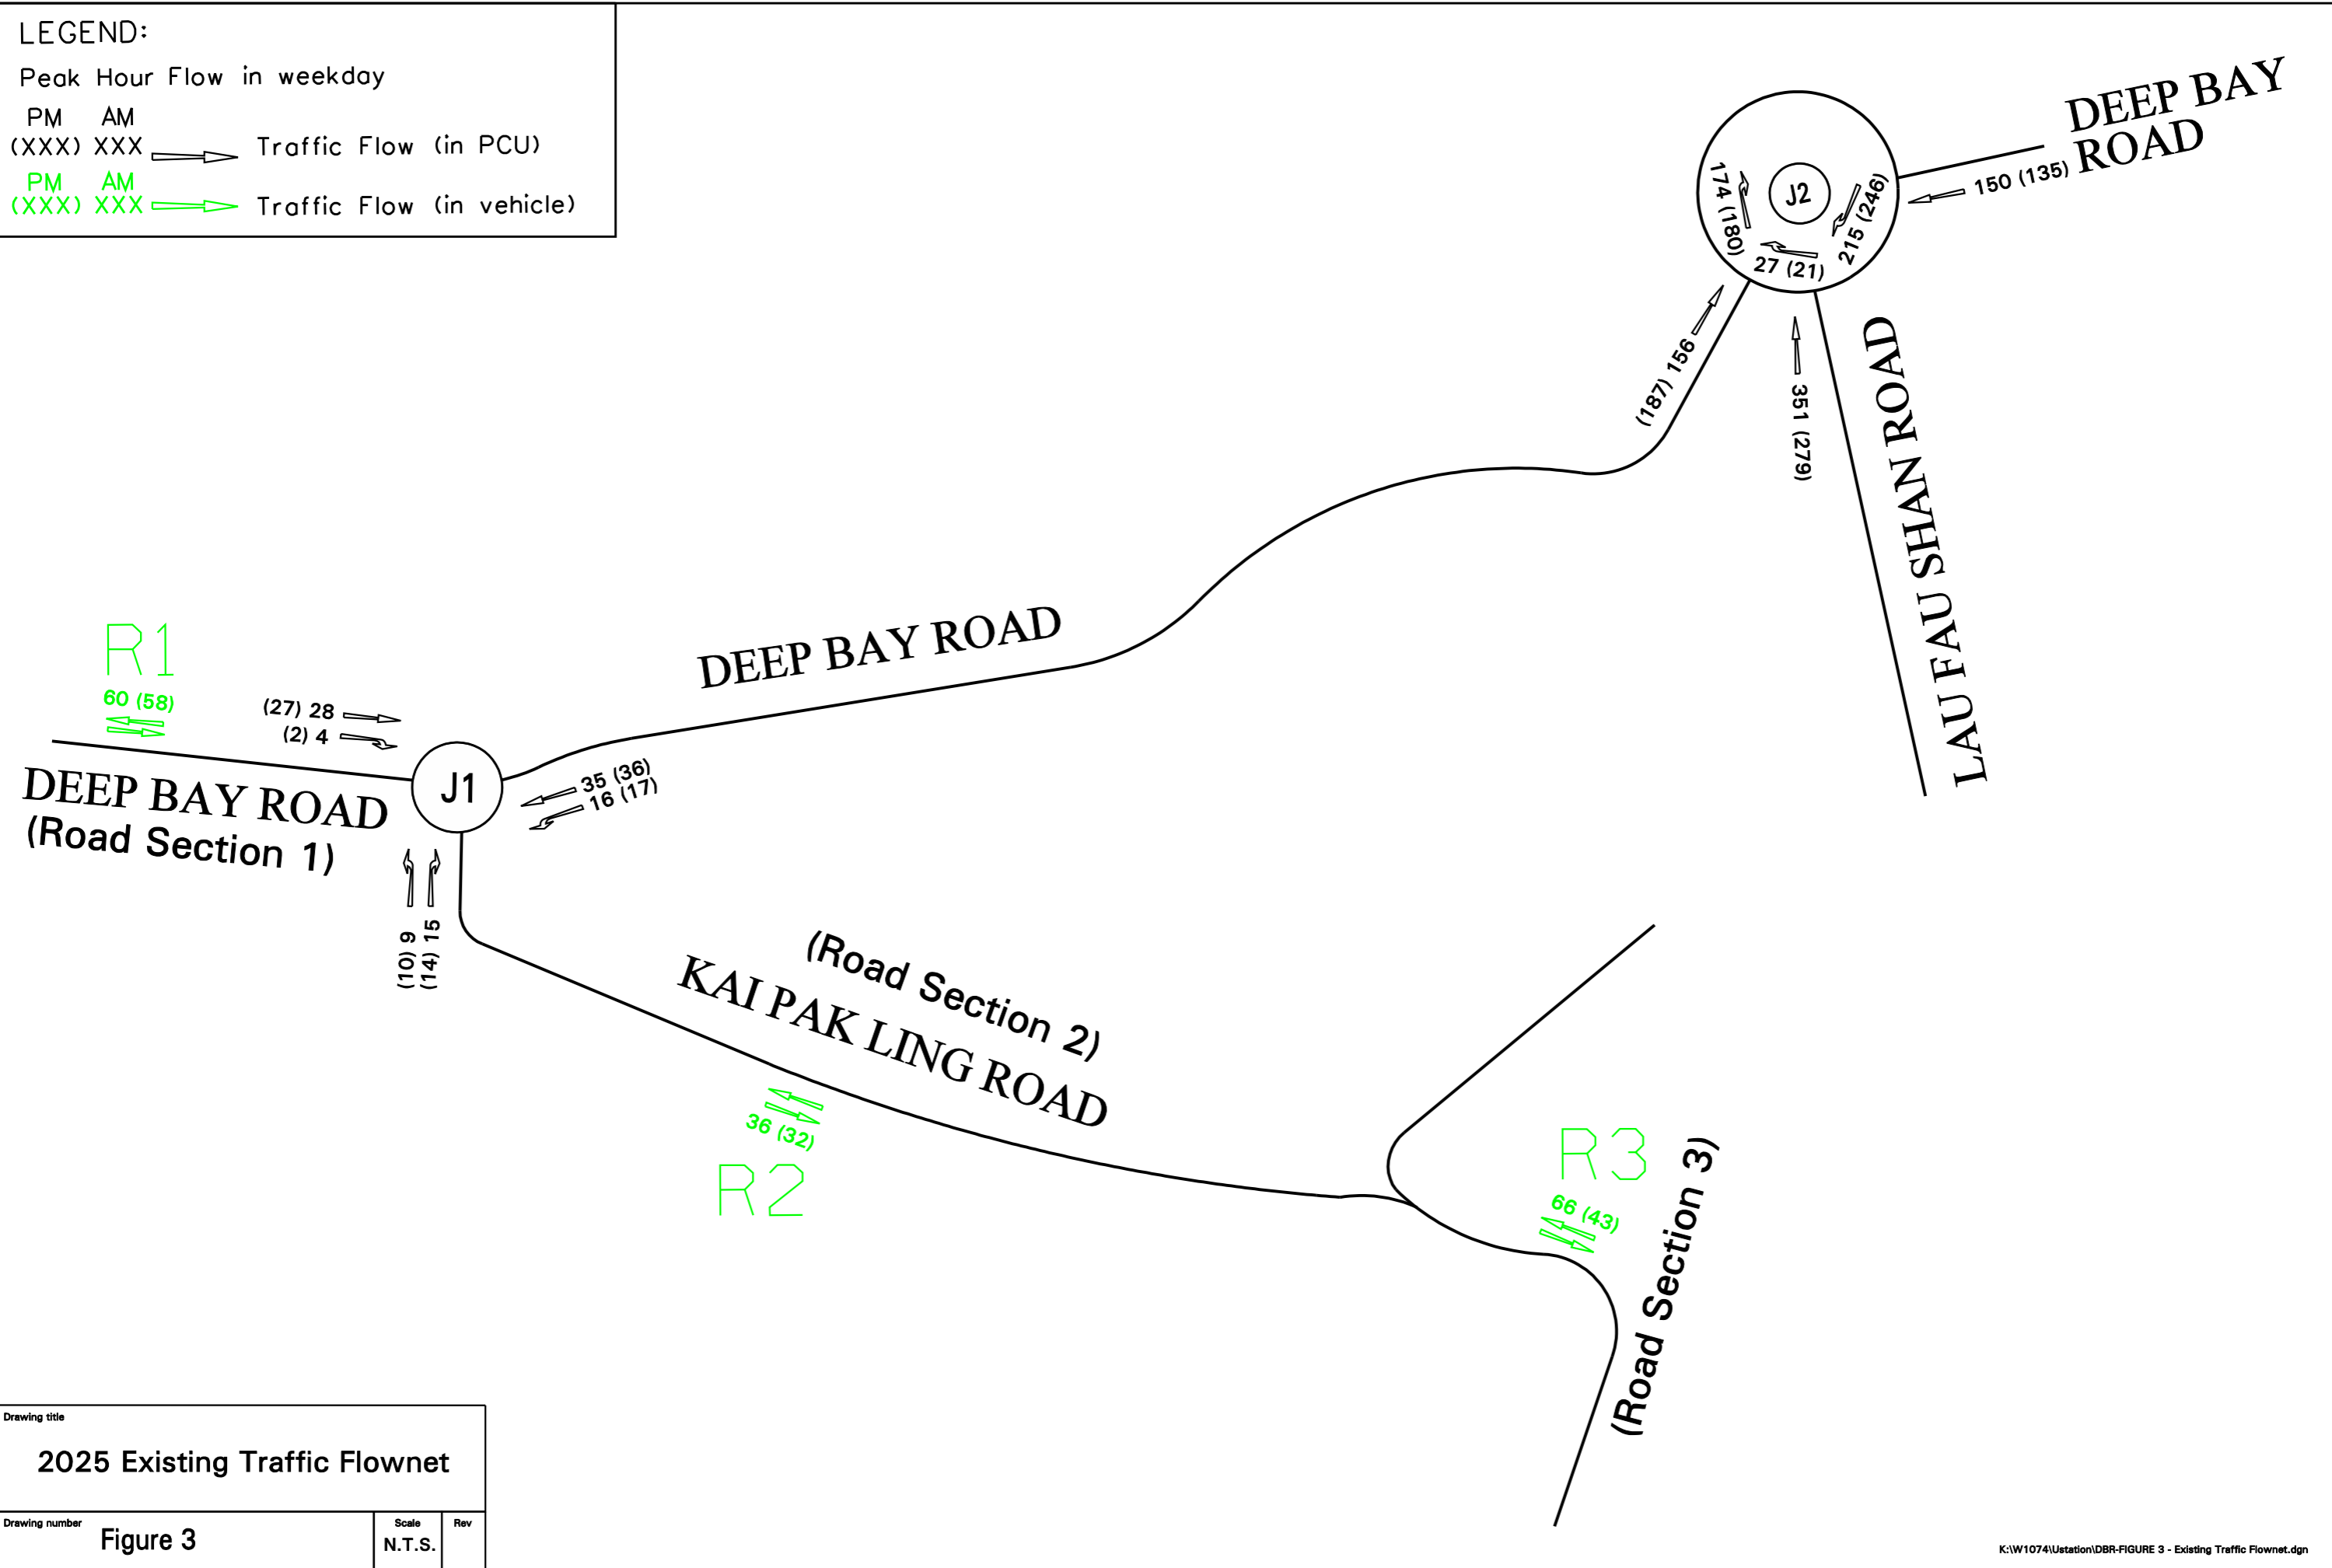 LEGEND:
Peak Hour Flow in weekday
PM AM
(XXX) XXX Traffic Flow (in PCU)
PM AM
(XXX) XXX Traffic Flow (in vehicle)
DEEP BAY
ROAD
J2
174 (180)
27 (21)
215 (246)
150 (135)
(187) 156
351 (279)
LAU FAU SHAN ROAD
DEEP BAY ROAD
R1
60 (58)
(27) 28
(2) 4
J1
35 (36)
16 (17)
DEEP BAY ROAD
(Road Section 1)
(10) 9
(14) 15
(Road Section 2)
KAI PAK LING ROAD
36 (32)
R2
R3
66 (43)
(Road Section 3)
Drawing title
2025 Existing Traffic Flownet
Drawing number
Figure 3
Scale
N.T.S.
Rev
K:\W1074\Ustation\DBR-FIGURE 3 - Existing Traffic Flownet.dgn